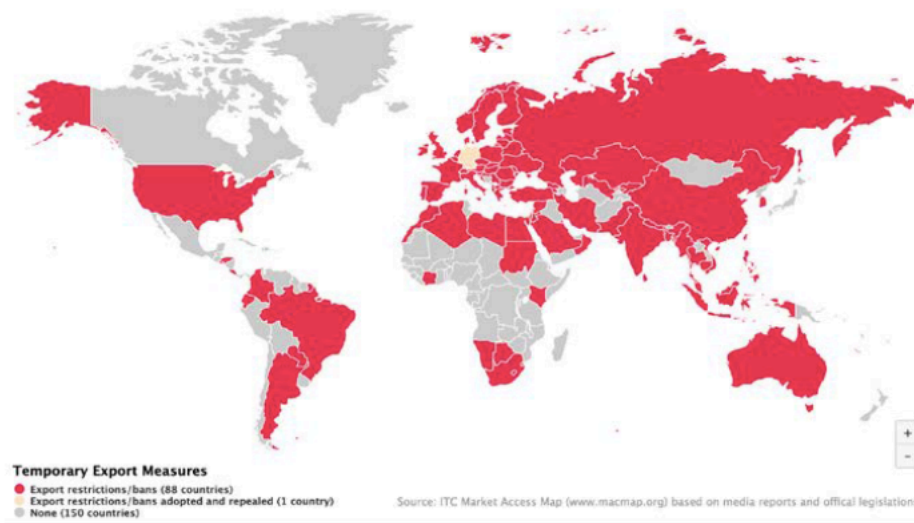 +
-
Temporary Export Measures
Export restrictions/bans (88 countries)
Export restrictions/bans adopted and repealed (1 country)
None (150 countries)
Source: ITC Market Access Map (www.macmap.org) based on media reports and offical legislation